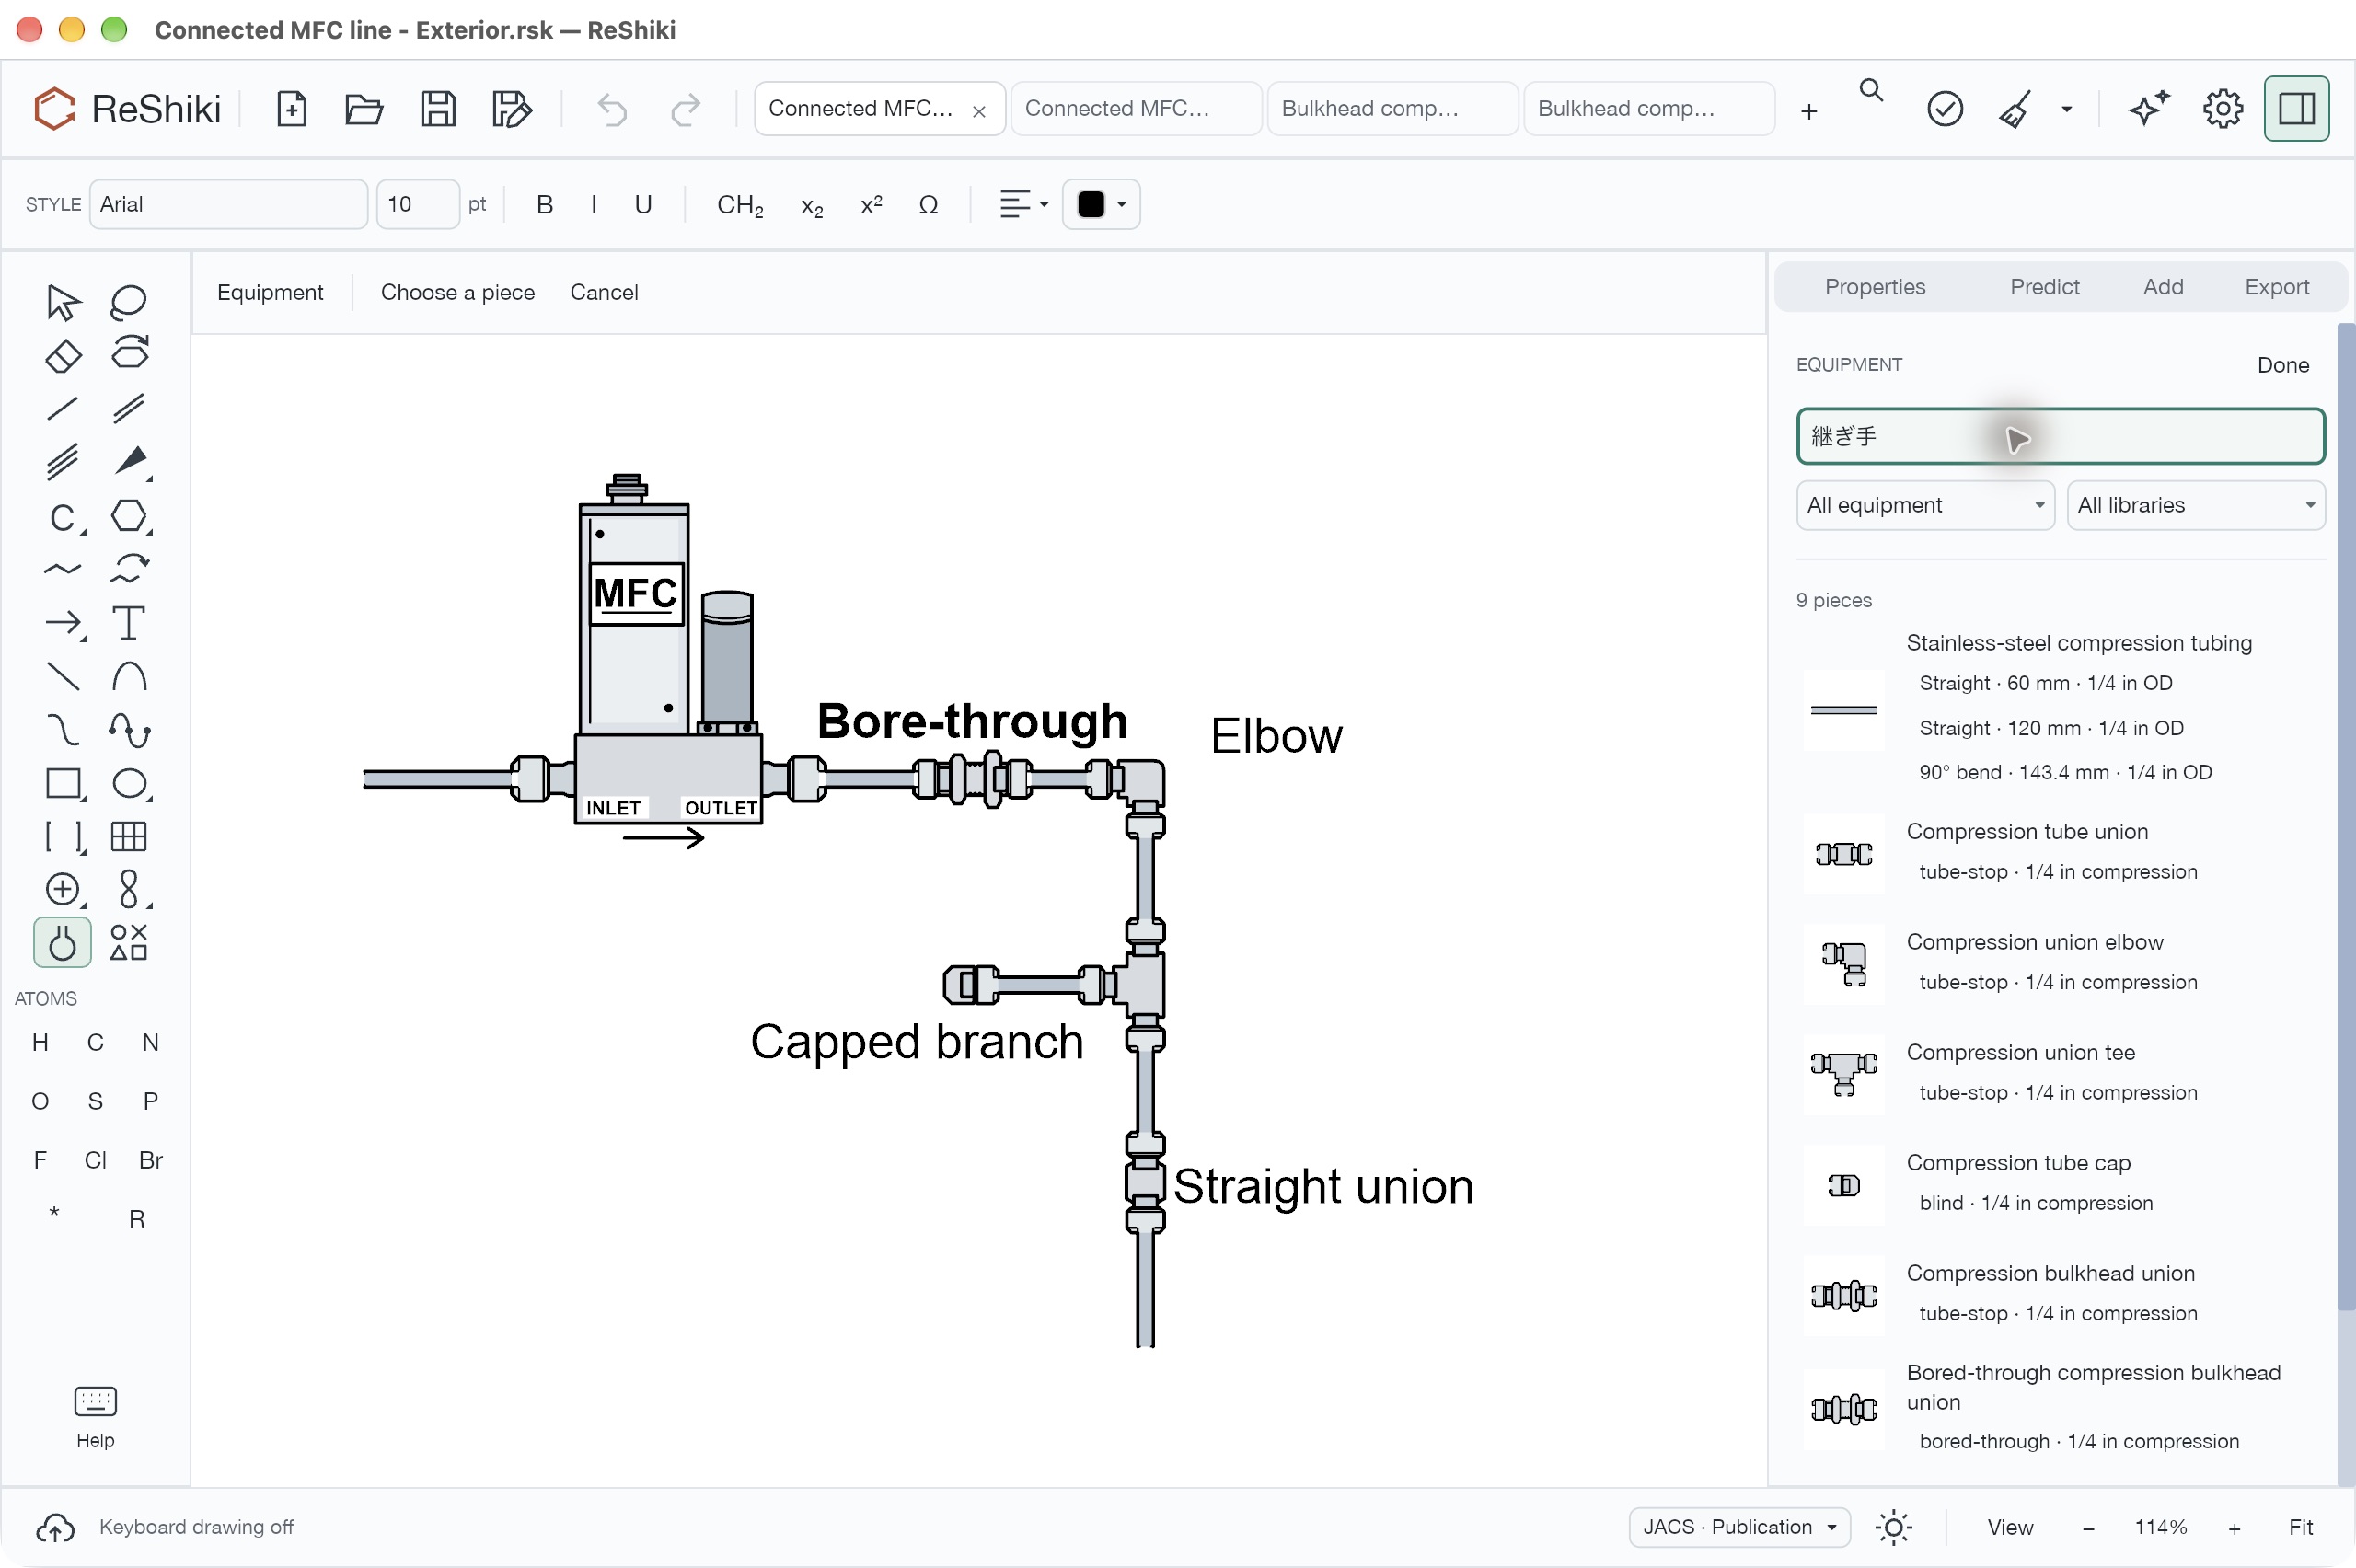 Connected MFC line - Exterior.rsk — ReShiki
ReShiki
Connected MFC...
Connected MFC...
Bulkhead comp...
Bulkhead comp...
STYLE
Arial
10
pt
B
I
U
CH₂
x₂
x²
Ω
Equipment
Choose a piece
Cancel
C
T
ATOMS
H C N
O S P
F Cl Br
* R
Help
MFC
INLET
OUTLET
Bore-through
Elbow
Capped branch
Straight union
Properties
Predict
Add
Export
EQUIPMENT
Done
継ぎ手
All equipment
All libraries
9 pieces
Stainless-steel compression tubing
Straight · 60 mm · 1/4 in OD
Straight · 120 mm · 1/4 in OD
90° bend · 143.4 mm · 1/4 in OD
Compression tube union
tube-stop · 1/4 in compression
Compression union elbow
tube-stop · 1/4 in compression
Compression union tee
tube-stop · 1/4 in compression
Compression tube cap
blind · 1/4 in compression
Compression bulkhead union
tube-stop · 1/4 in compression
Bored-through compression bulkhead
union
bored-through · 1/4 in compression
Keyboard drawing off
JACS · Publication
View
− 114% +
Fit